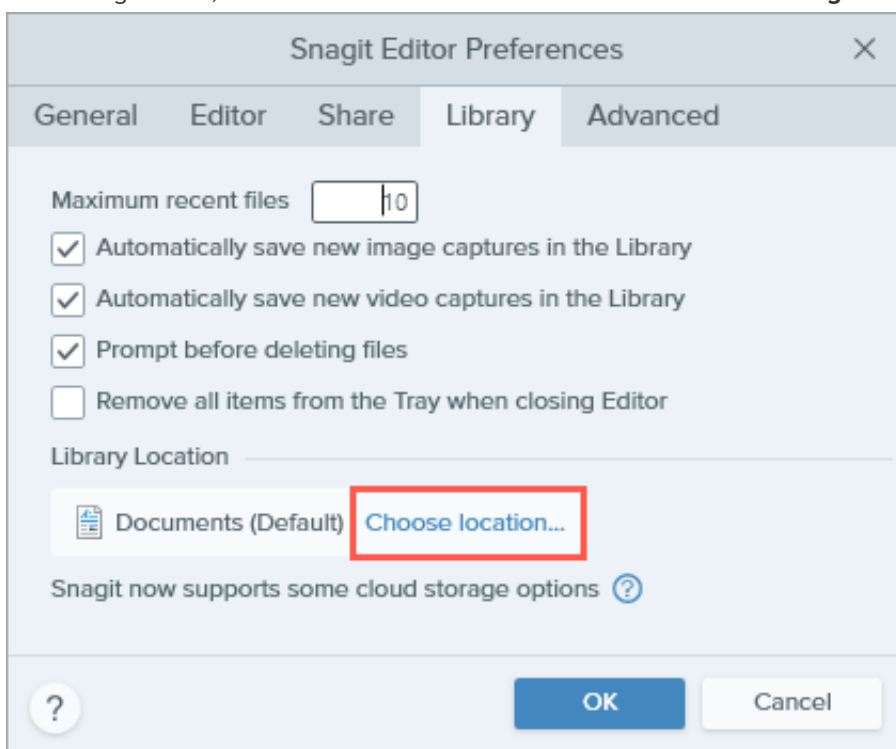 Snagit Editor Preferences
General Editor Share Library Advanced
Maximum recent files 10
Automatically save new image captures in the Library
Automatically save new video captures in the Library
Prompt before deleting files
Remove all items from the Tray when closing Editor
Library Location
Documents (Default) Choose location...
Snagit now supports some cloud storage options ?
? OK Cancel